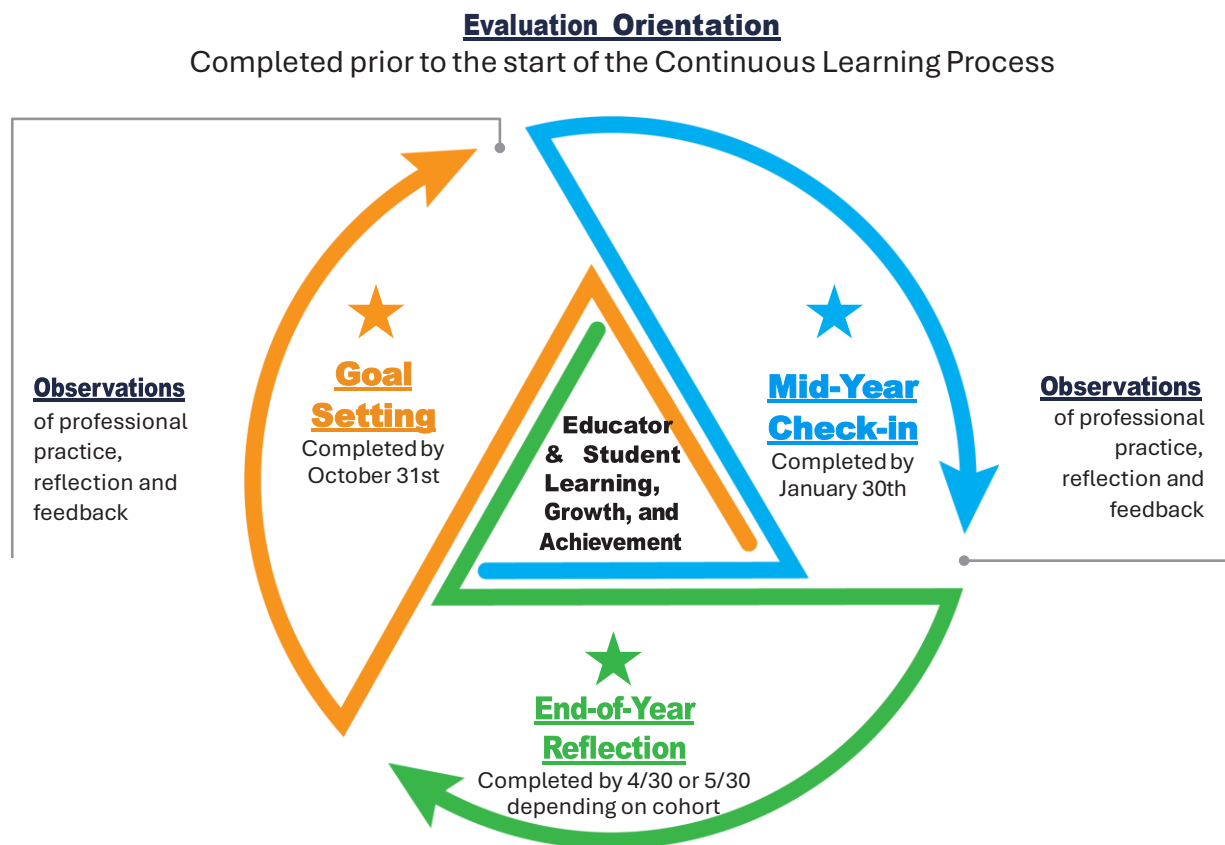 Evaluation Orientation
Completed prior to the start of the Continuous Learning Process
Observations
of professional
practice,
reflection and
feedback
Goal
Setting
Completed by
October 31st
Educator
& Student
Learning,
Growth, and
Achievement
Mid-Year
Check-in
Completed by
January 30th
Observations
of professional
practice,
reflection and
feedback
End-of-Year
Reflection
Completed by 4/30 or 5/30
depending on cohort